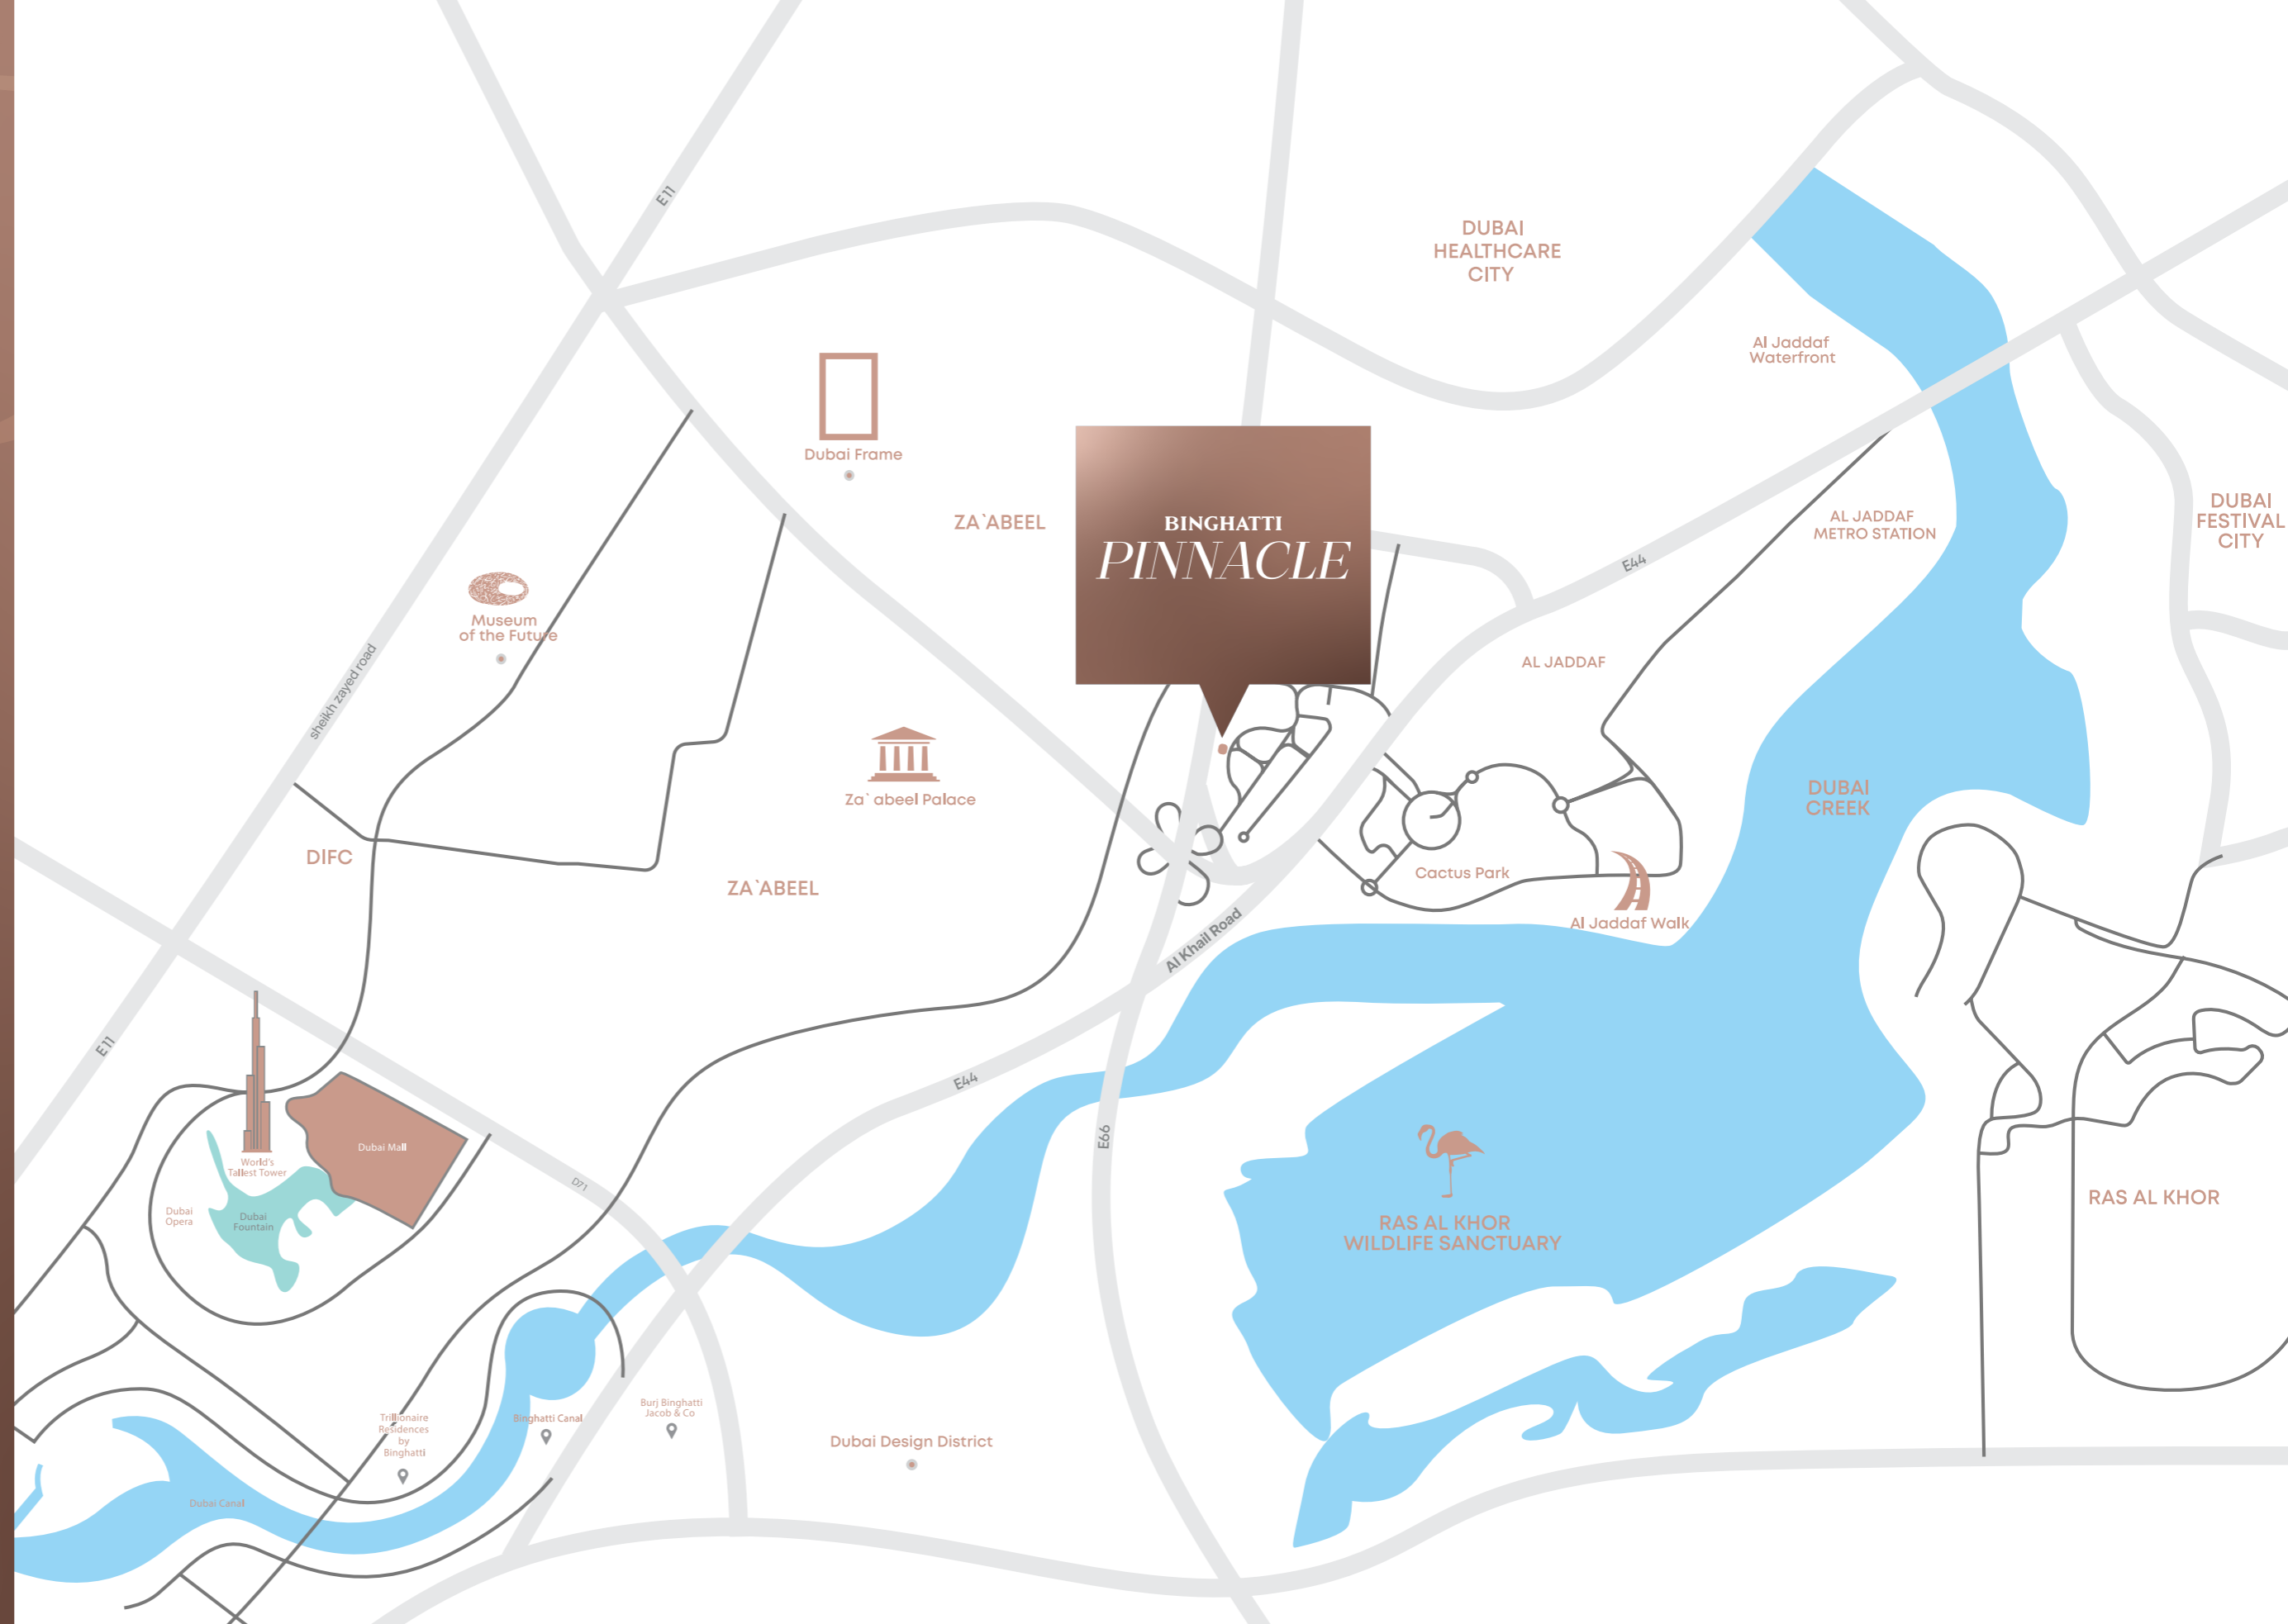 E11
DUBAI
HEALTHCARE
CITY
Al Jaddaf
Waterfront
Dubai Frame
ZA`ABEEL
BINGHATTI
PINNACLE
E44
AL JADDAF
METRO STATION
DUBAI
FESTIVAL
CITY
Museum
of the Future
sheikh zayed road
AL JADDAF
Za` abeel Palace
DUBAI
CREEK
DIFC
ZA`ABEEL
Cactus Park
Al Jaddaf Walk
Al Khail Road
E11
E44
E66
Dubai Mall
World's
Tallest Tower
D71
Dubai
Opera
Dubai
Fountain
RAS AL KHOR
WILDLIFE SANCTUARY
RAS AL KHOR
Trillionaire
Residences
by
Binghatti
Binghatti Canal
Burj Binghatti
Jacob & Co
Dubai Design District
Dubai Canal